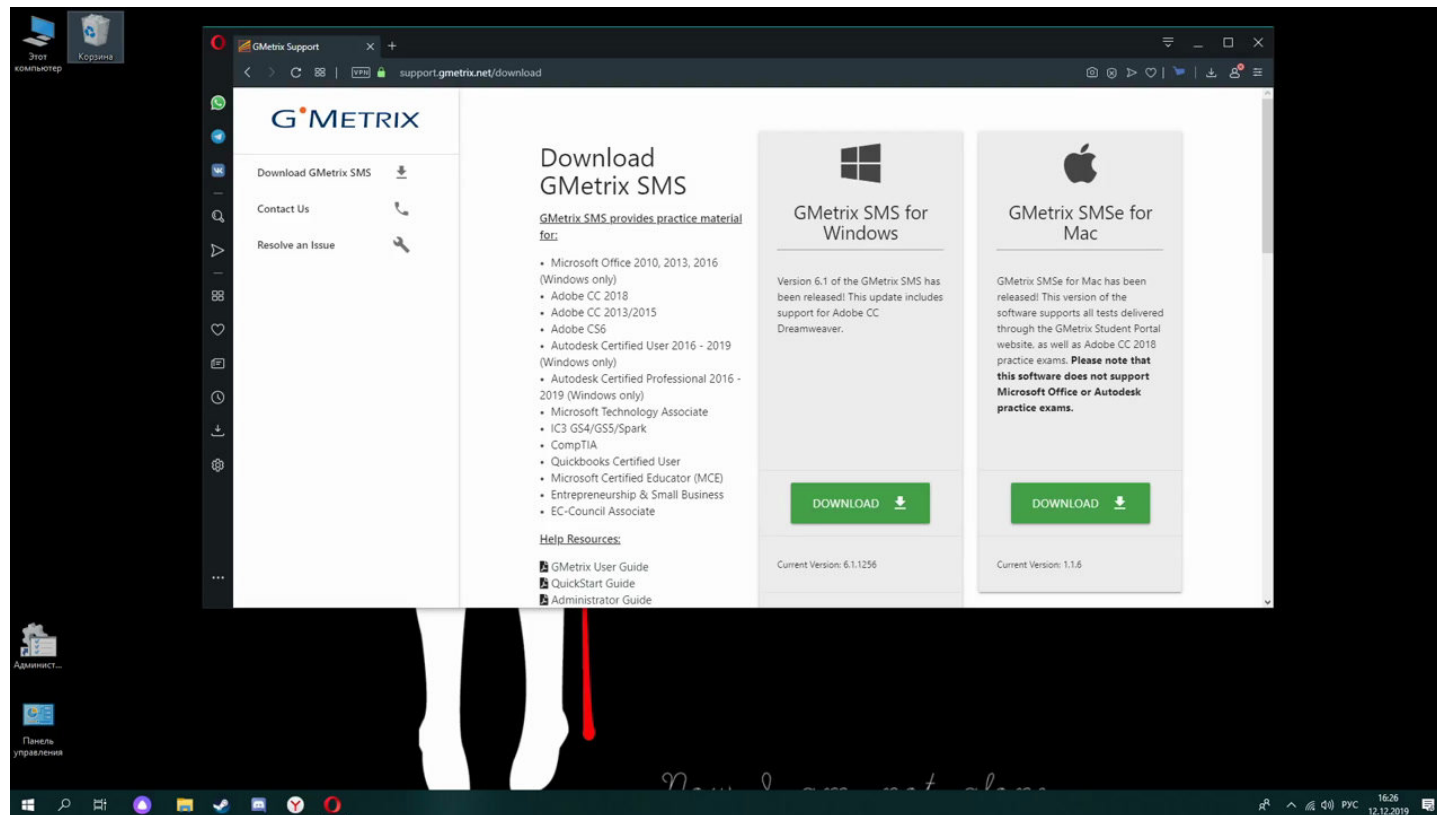 Этот
компьютер
Корзина
GMetrix Support
VPN
support.gmetrix.net/download
GMETRIX
Download GMetrix SMS
Contact Us
Resolve an Issue
Download
GMetrix SMS
GMetrix SMS provides practice material
for:
• Microsoft Office 2010, 2013, 2016
(Windows only)
• Adobe CC 2018
• Adobe CC 2013/2015
• Adobe CS6
• Autodesk Certified User 2016 - 2019
(Windows only)
• Autodesk Certified Professional 2016 -
2019 (Windows only)
• Microsoft Technology Associate
• IC3 GS4/GS5/Spark
• CompTIA
• Quickbooks Certified User
• Microsoft Certified Educator (MCE)
• Entrepreneurship & Small Business
• EC-Council Associate
Help Resources:
GMetrix User Guide
QuickStart Guide
Administrator Guide
GMetrix SMS for
Windows
Version 6.1 of the GMetrix SMS has
been released! This update includes
support for Adobe CC
Dreamweaver.
DOWNLOAD
Current Version: 6.1.1256
GMetrix SMSe for
Mac
GMetrix SMSe for Mac has been
released! This version of the
software supports all tests delivered
through the GMetrix Student Portal
website, as well as Adobe CC 2018
practice exams. Please note that
this software does not support
Microsoft Office or Autodesk
practice exams.
DOWNLOAD
Current Version: 1.1.6
Админист...
Панель
управления
РУС
16:26
12.12.2019